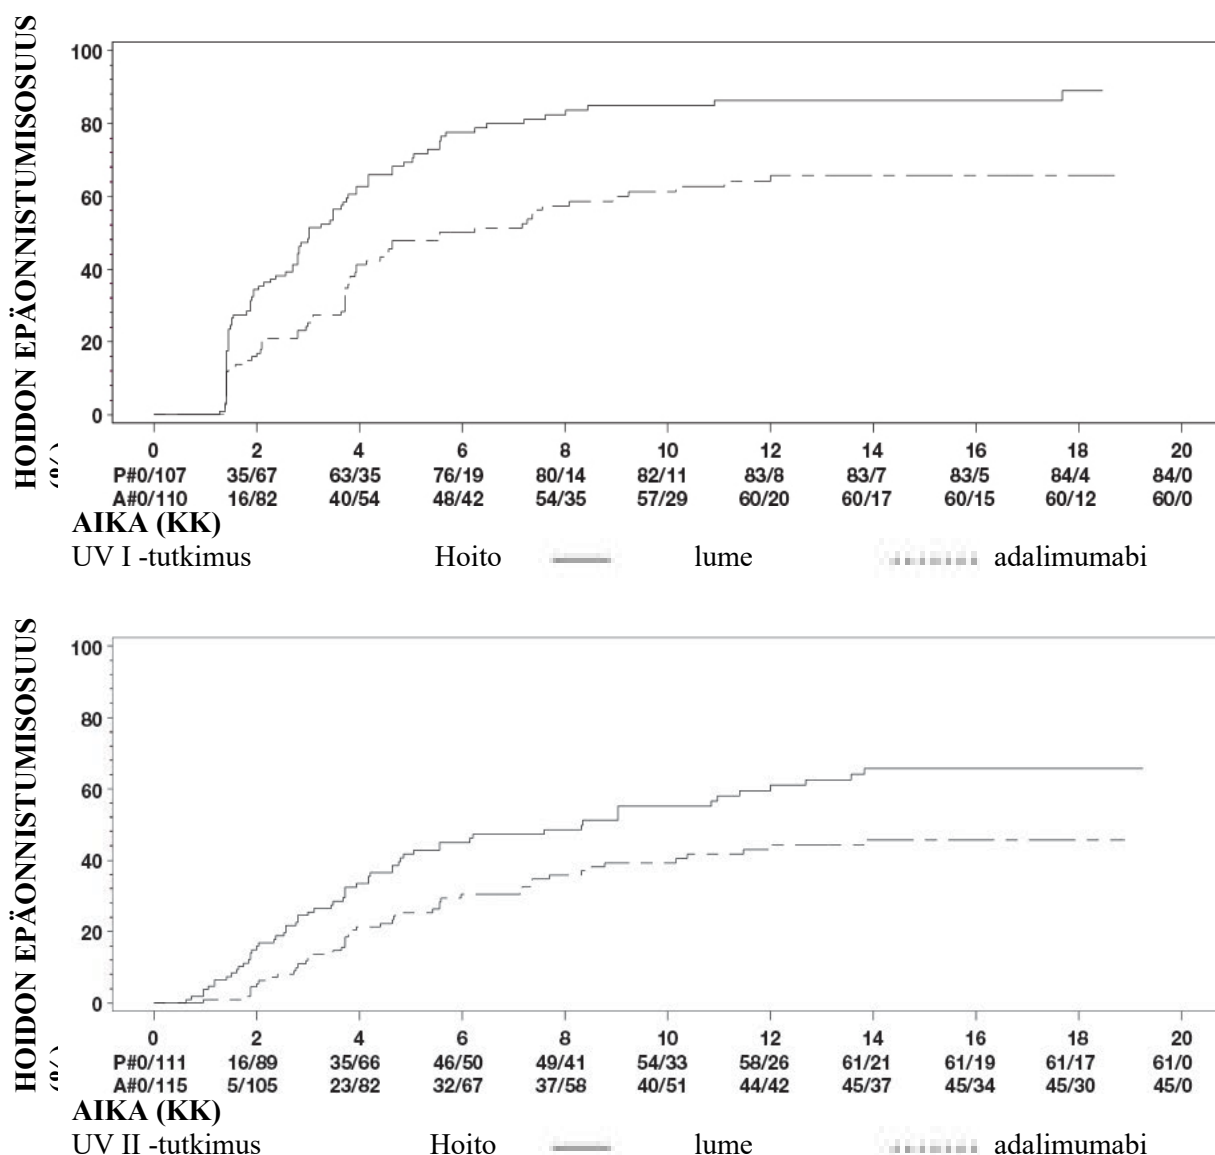 HOIDON EPÄONNISTUMISOSUUS
(%)
100
80
60
40
20
0
0 2 4 6 8 10 12 14 16 18 20
P#0/107 35/67 63/35 76/19 80/14 82/11 83/8 83/7 83/5 84/4 84/0
A#0/110 16/82 40/54 48/42 54/35 57/29 60/20 60/17 60/15 60/12 60/0
AIKA (KK)
UV I -tutkimus Hoito lume adalimumabi
HOIDON EPÄONNISTUMISOSUUS
(%)
100
80
60
40
20
0
0 2 4 6 8 10 12 14 16 18 20
P#0/111 16/89 35/66 46/50 49/41 54/33 58/26 61/21 61/19 61/17 61/0
A#0/115 5/105 23/82 32/67 37/58 40/51 44/42 45/37 45/34 45/30 45/0
AIKA (KK)
UV II -tutkimus Hoito lume adalimumabi